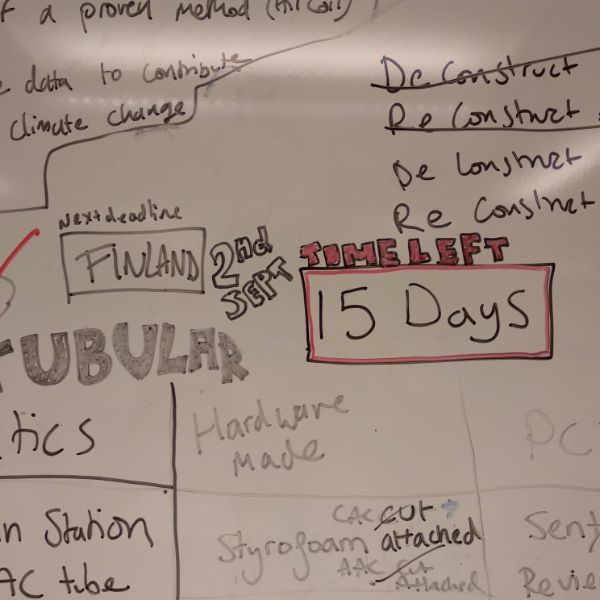 f a proven method (Air Coil)
e data to contribute
climate change
De Construct
Re Construct
De Construct
Re Construct
Next deadline
FINLAND
2nd
SEPT
TIME LEFT
15 Days
TUBULAR
tics
Hardware
Made
PC
n Station
AC tube
Styrofoam
CAC CUT
attached
AAC Cut
Attached
Sent
Revie